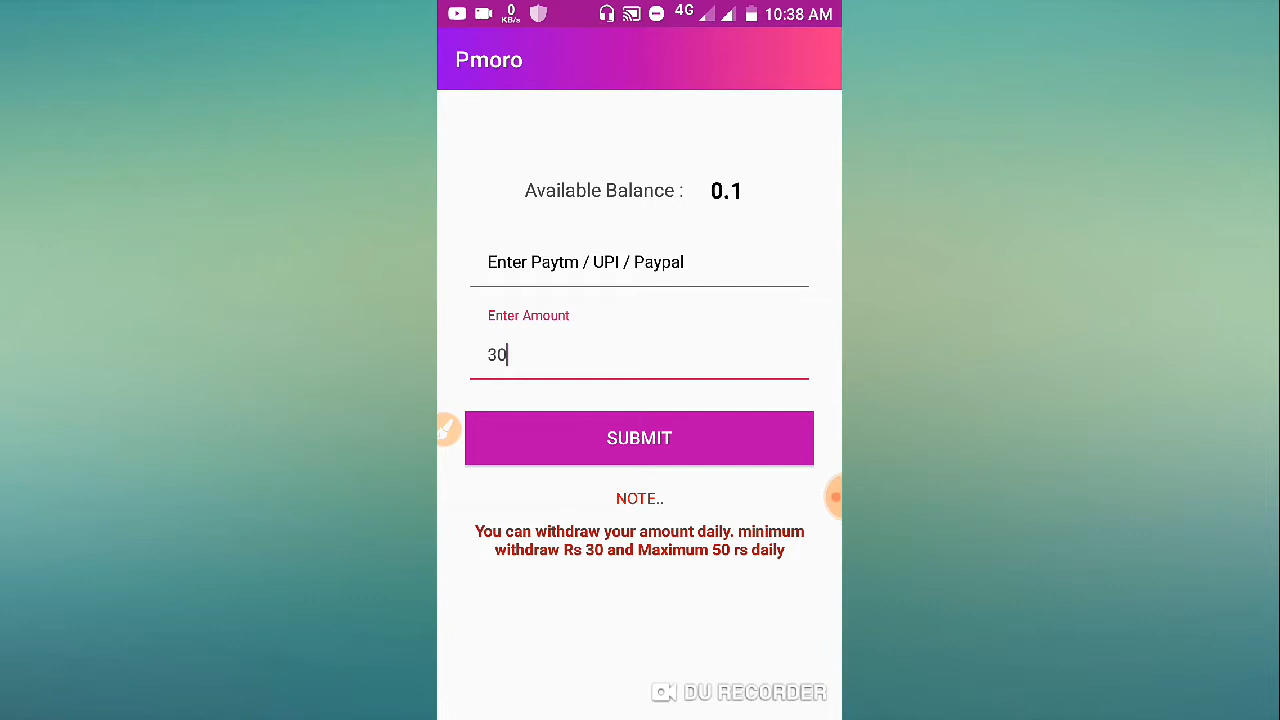 0
KB/s
4G
10:38 AM
Pmoro
Available Balance : 0.1
Enter Paytm / UPI / Paypal
Enter Amount
30
SUBMIT
NOTE..
You can withdraw your amount daily. minimum
withdraw Rs 30 and Maximum 50 rs daily
DU RECORDER